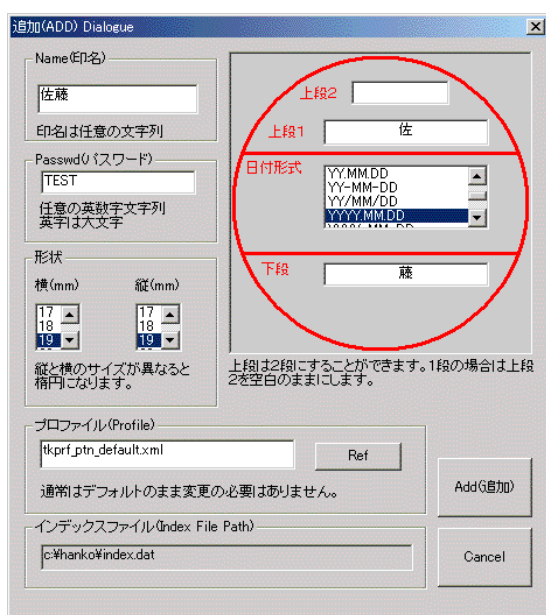 追加(ADD) Dialogue
Name(印名)
佐藤
印名は任意の文字列
Passwd(パスワード)
TEST
任意の英数字文字列
英字は大文字
形状
横(mm)
縦(mm)
17
18
19
17
18
19
縦と横のサイズが異なると
楕円になります。
上段2
上段1
佐
日付形式
YY.MM.DD
YY-MM-DD
YY/MM/DD
YYYY.MM.DD
下段
藤
上段は2段にすることができます。1段の場合は上段
2を空白のままにします。
プロファイル(Profile)
tkprf_ptn_default.xml
Ref
通常はデフォルトのまま変更の必要はありません。
インデックスファイル(Index File Path)
c:¥hanko¥index.dat
Add(追加)
Cancel